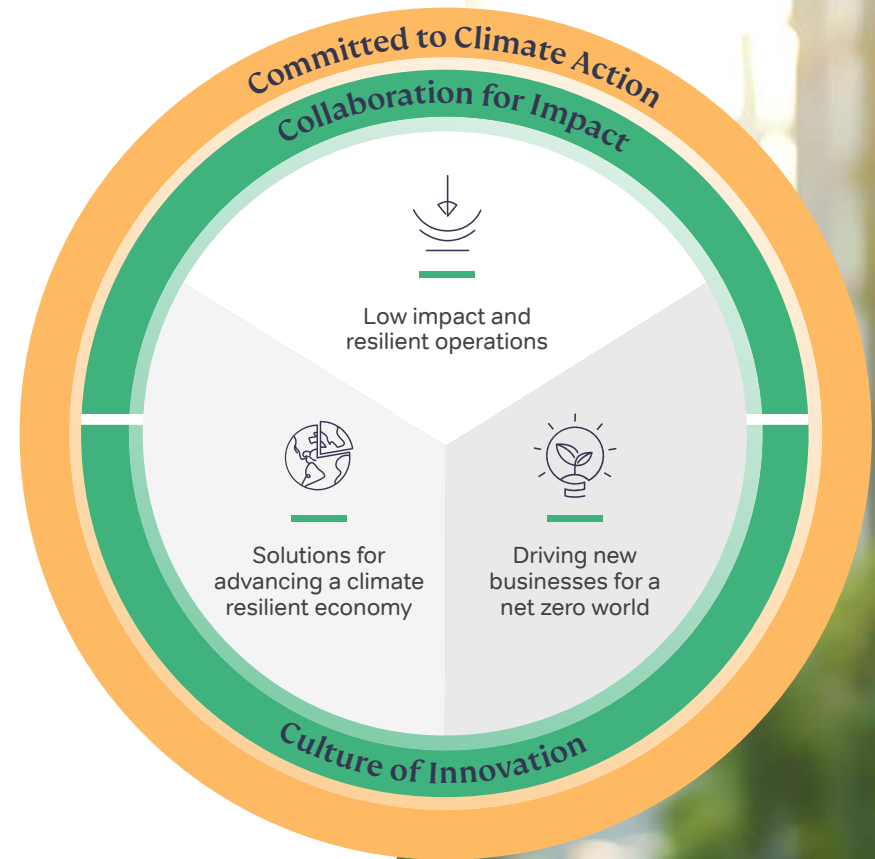 Committed to Climate Action
Collaboration for Impact
Low impact and
resilient operations
Solutions for
advancing a climate
resilient economy
Driving new
businesses for a
net zero world
Culture of Innovation